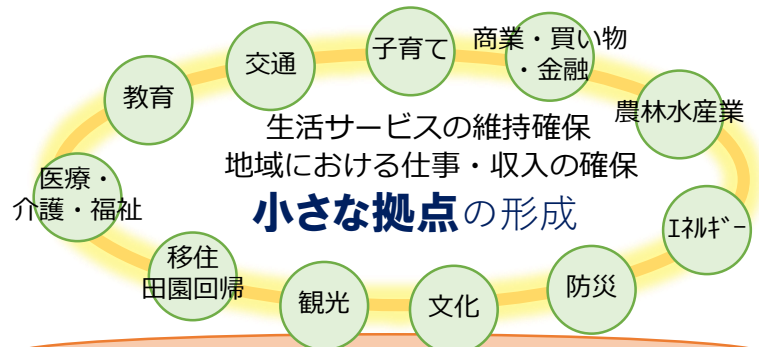 子育て
商業・買い物
・金融
交通
教育
農林水産業
生活サービスの維持確保
地域における仕事・収入の確保
小さな拠点の形成
医療・
介護・福祉
ｴﾈﾙｷﾞｰ
移住
田園回帰
観光
文化
防災